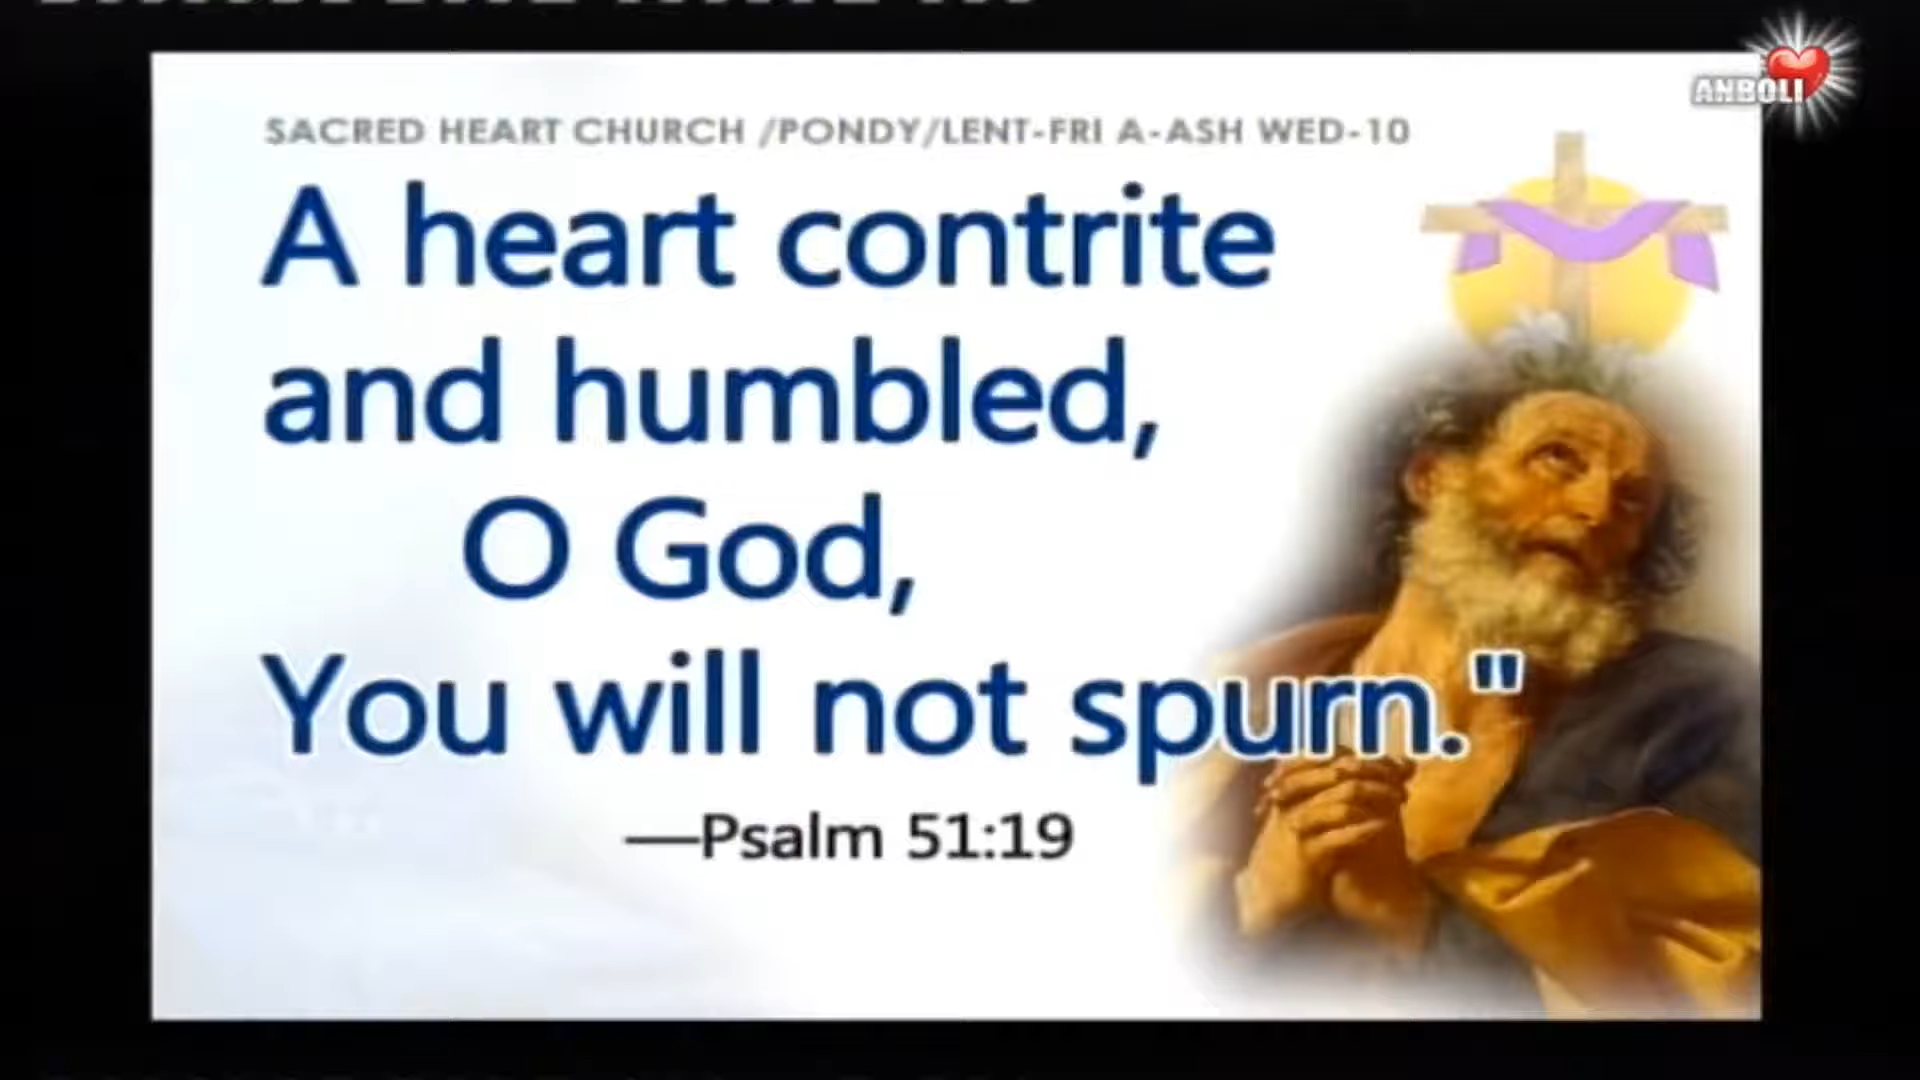 ANBOLI
SACRED HEART CHURCH /PONDY/LENT-FRI A-ASH WED-10
A heart contrite
and humbled,
O God,
You will not spurn."
—Psalm 51:19